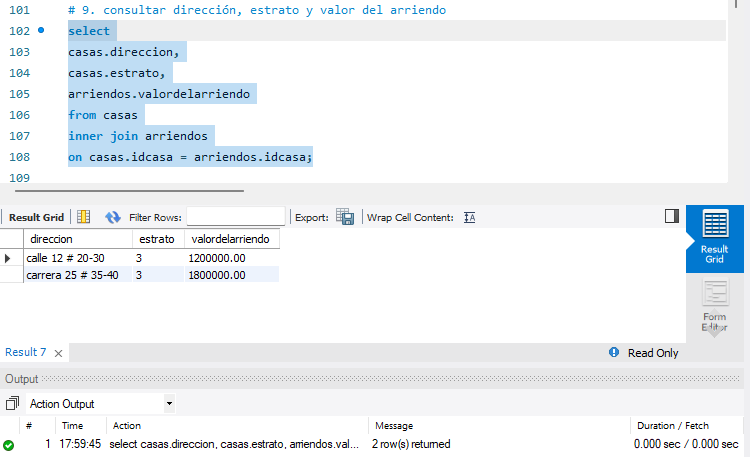 101 # 9. consultar dirección, estrato y valor del arriendo
102 select
103 casas.direccion,
104 casas.estrato,
105 arriendos.valordelarriendo
106 from casas
107 inner join arriendos
108 on casas.idcasa = arriendos.idcasa;
109
Result Grid Filter Rows: Export: Wrap Cell Content:
direccion estrato valordelarriendo
calle 12 # 20-30 3 1200000.00
carrera 25 # 35-40 3 1800000.00
Result
Grid
Form
Editor
Result 7 Read Only
Output
Action Output
# Time Action Message Duration / Fetch
1 17:59:45 select casas.direccion, casas.estrato, arriendos.val... 2 row(s) returned 0.000 sec / 0.000 sec